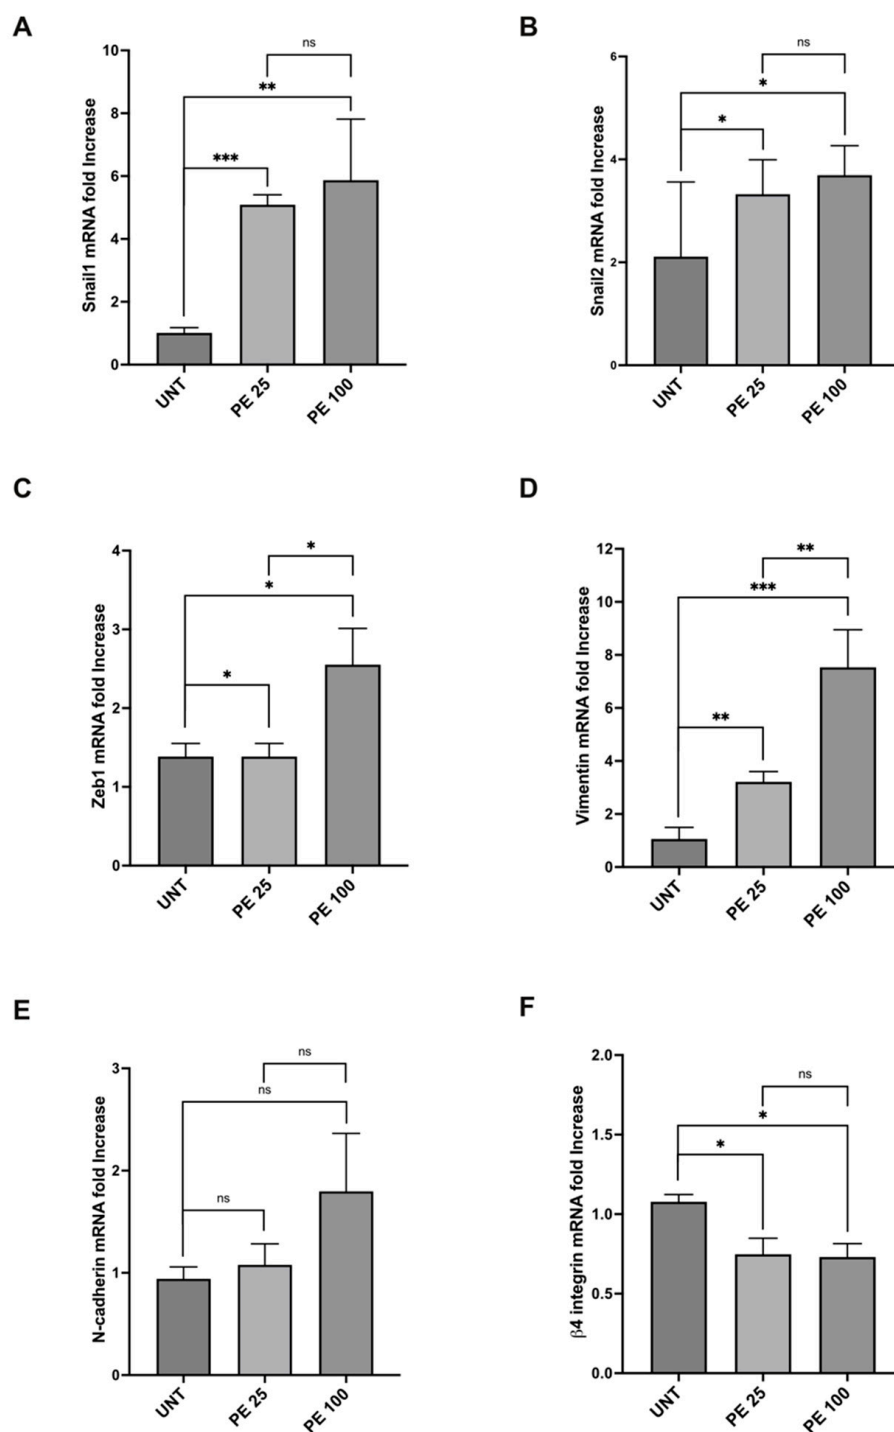 A
Snail1 mRNA fold Increase
10
8
6
4
2
0
ns
**
***
UNT
PE 25
PE 100
B
Snail2 mRNA fold Increase
6
4
2
0
ns
*
*
UNT
PE 25
PE 100
C
Zeb1 mRNA fold Increase
4
3
2
1
0
*
*
*
UNT
PE 25
PE 100
D
Vimentin mRNA fold Increase
12
10
8
6
4
2
0
**
***
**
UNT
PE 25
PE 100
E
N-cadherin mRNA fold Increase
3
2
1
0
ns
ns
ns
UNT
PE 25
PE 100
F
β4 integrin mRNA fold Increase
2.0
1.5
1.0
0.5
0.0
ns
*
*
UNT
PE 25
PE 100